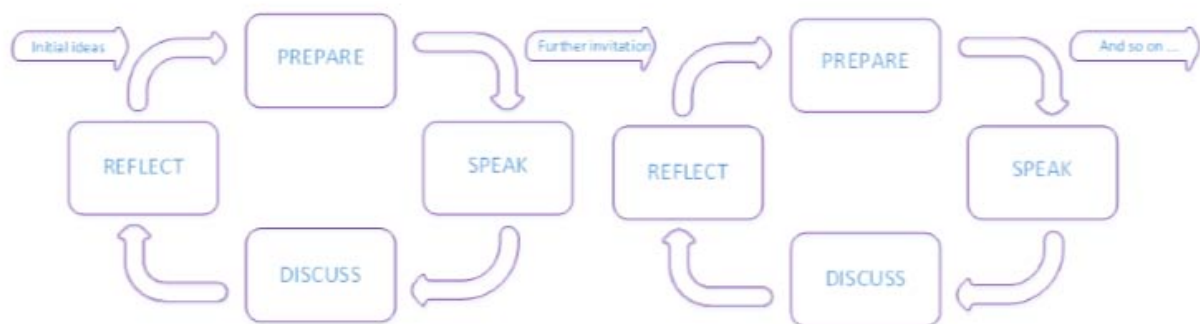 Initial ideas
PREPARE
Further invitation
PREPARE
And so on ...
REFLECT
SPEAK
REFLECT
SPEAK
DISCUSS
DISCUSS